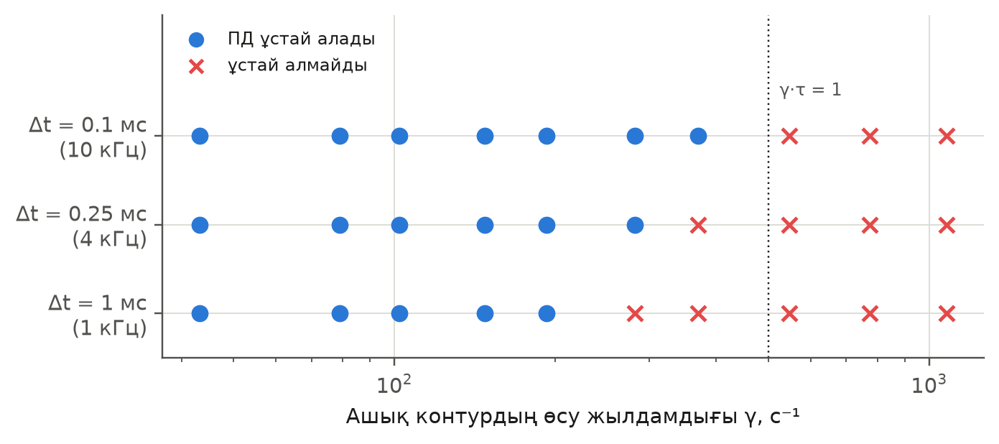 ПД ұстай алады
ұстай алмайды
γ·τ = 1
Δt = 0.1 мс
(10 кГц)
Δt = 0.25 мс
(4 кГц)
Δt = 1 мс
(1 кГц)
10²
10³
Ашық контурдың өсу жылдамдығы γ, с⁻¹